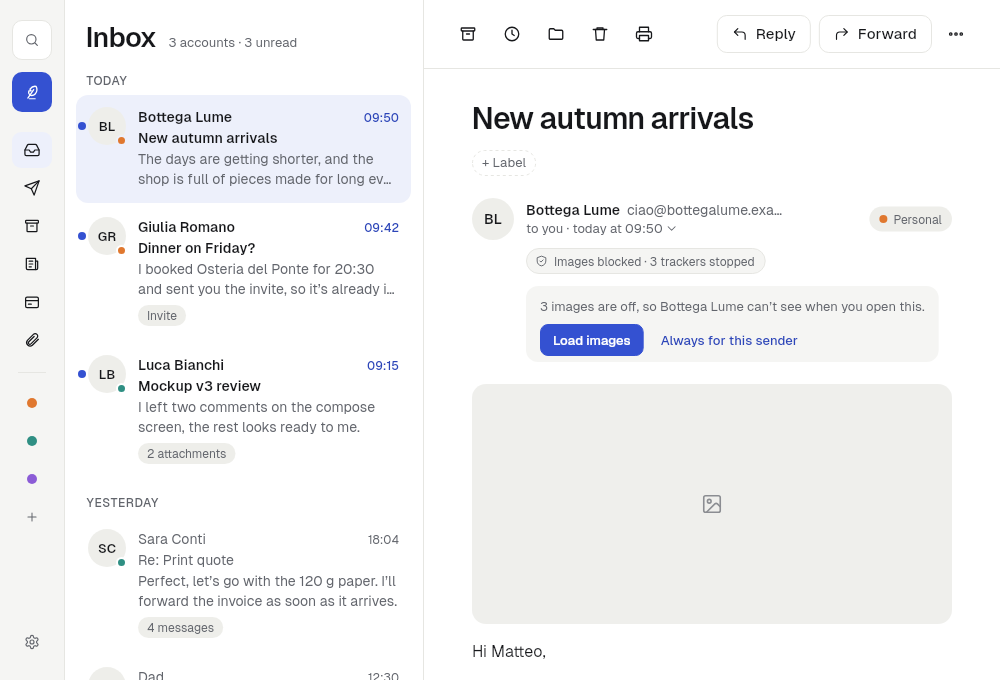 Inbox
3 accounts · 3 unread
TODAY
BL
Bottega Lume
09:50
New autumn arrivals
The days are getting shorter, and the
shop is full of pieces made for long ev…
GR
Giulia Romano
09:42
Dinner on Friday?
I booked Osteria del Ponte for 20:30
and sent you the invite, so it’s already i…
Invite
LB
Luca Bianchi
09:15
Mockup v3 review
I left two comments on the compose
screen, the rest looks ready to me.
2 attachments
YESTERDAY
SC
Sara Conti
18:04
Re: Print quote
Perfect, let’s go with the 120 g paper. I’ll
forward the invoice as soon as it arrives.
4 messages
Dad
12:30
Reply
Forward
New autumn arrivals
+ Label
BL
Bottega Lume ciao@bottegalume.exa…
to you · today at 09:50
Personal
Images blocked · 3 trackers stopped
3 images are off, so Bottega Lume can’t see when you open this.
Load images
Always for this sender
Hi Matteo,